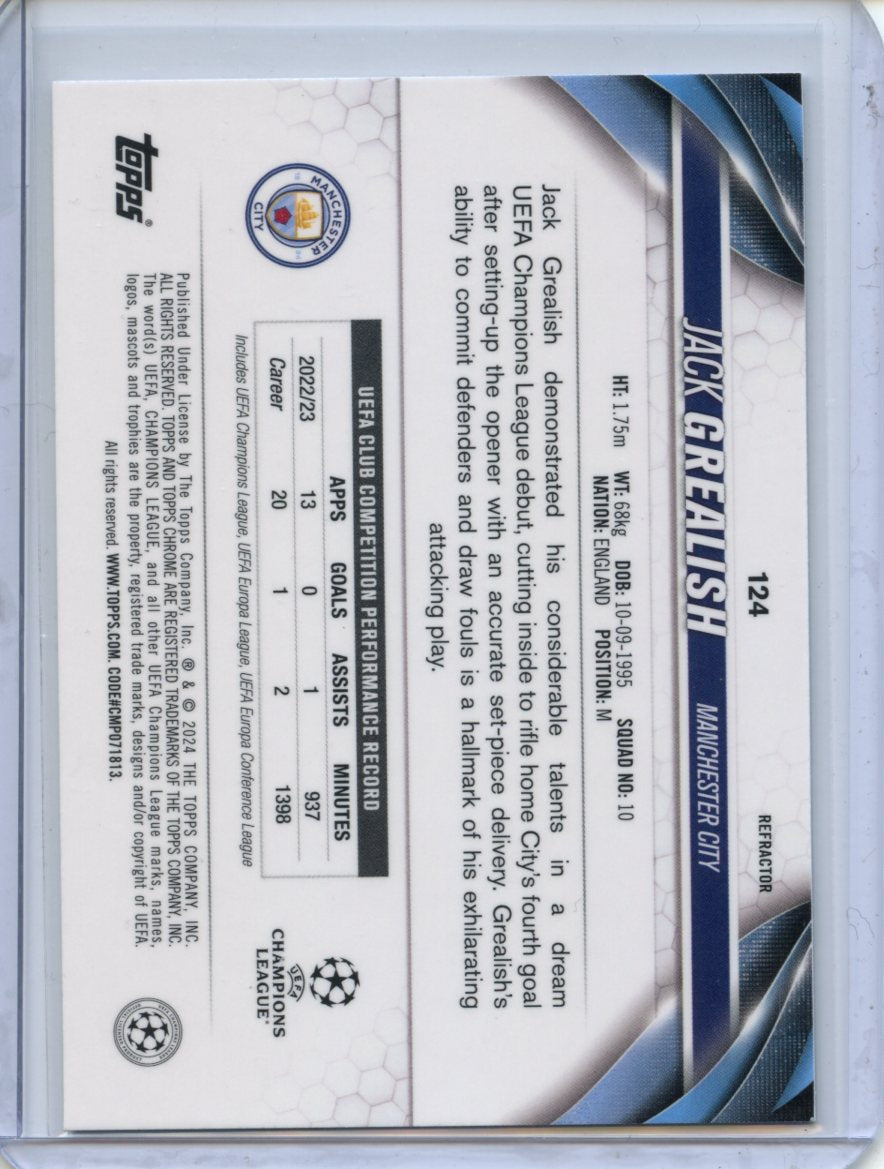 124
REFRACTOR
JACK GREALISH MANCHESTER CITY
HT: 1.75m WT: 68kg DOB: 10-09-1995 SQUAD NO: 10
NATION: ENGLAND POSITION: M
Jack Grealish demonstrated his considerable talents in a dream
UEFA Champions League debut, cutting inside to rifle home City's fourth goal
after setting-up the opener with an accurate set-piece delivery. Grealish's
ability to commit defenders and draw fouls is a hallmark of his exhilarating
attacking play.
MANCHESTER
CITY
18 94
UEFA CLUB COMPETITION PERFORMANCE RECORD
APPS GOALS ASSISTS MINUTES
2022/23 13 0 1 937
Career 20 1 2 1398
Includes UEFA Champions League, UEFA Europa League, UEFA Europa Conference League
UEFA
CHAMPIONS
LEAGUE®
topps®
Published Under License by The Topps Company, Inc. ® & © 2024 THE TOPPS COMPANY, INC.
ALL RIGHTS RESERVED. TOPPS AND TOPPS CHROME ARE REGISTERED TRADEMARKS OF THE TOPPS COMPANY, INC.
The word(s) UEFA, CHAMPIONS LEAGUE, and all other UEFA Champions League marks, names,
logos, mascots and trophies are the property, registered trade marks, designs and/or copyright of UEFA.
All rights reserved. WWW.TOPPS.COM. CODE#CMP071813.